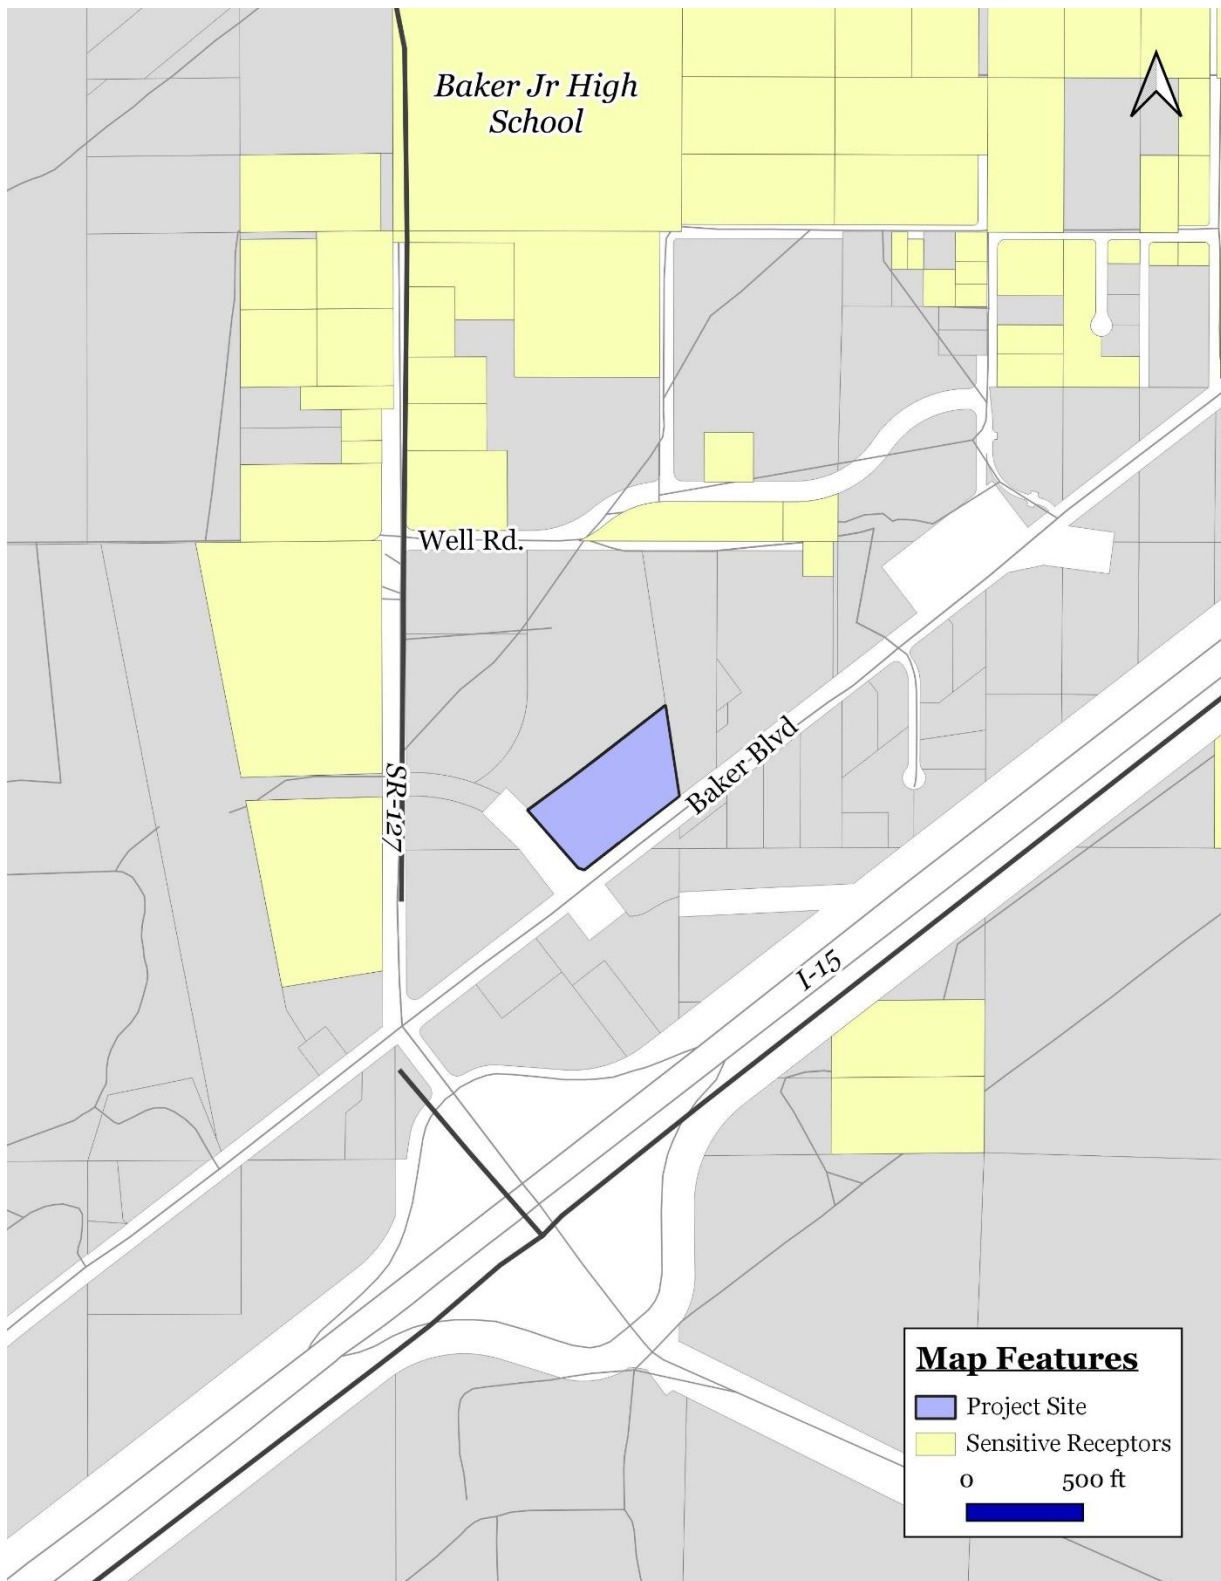 Baker Jr High
School
Well Rd.
SR-127
Baker Blvd
I-15
Map Features
Project Site
Sensitive Receptors
0 500 ft